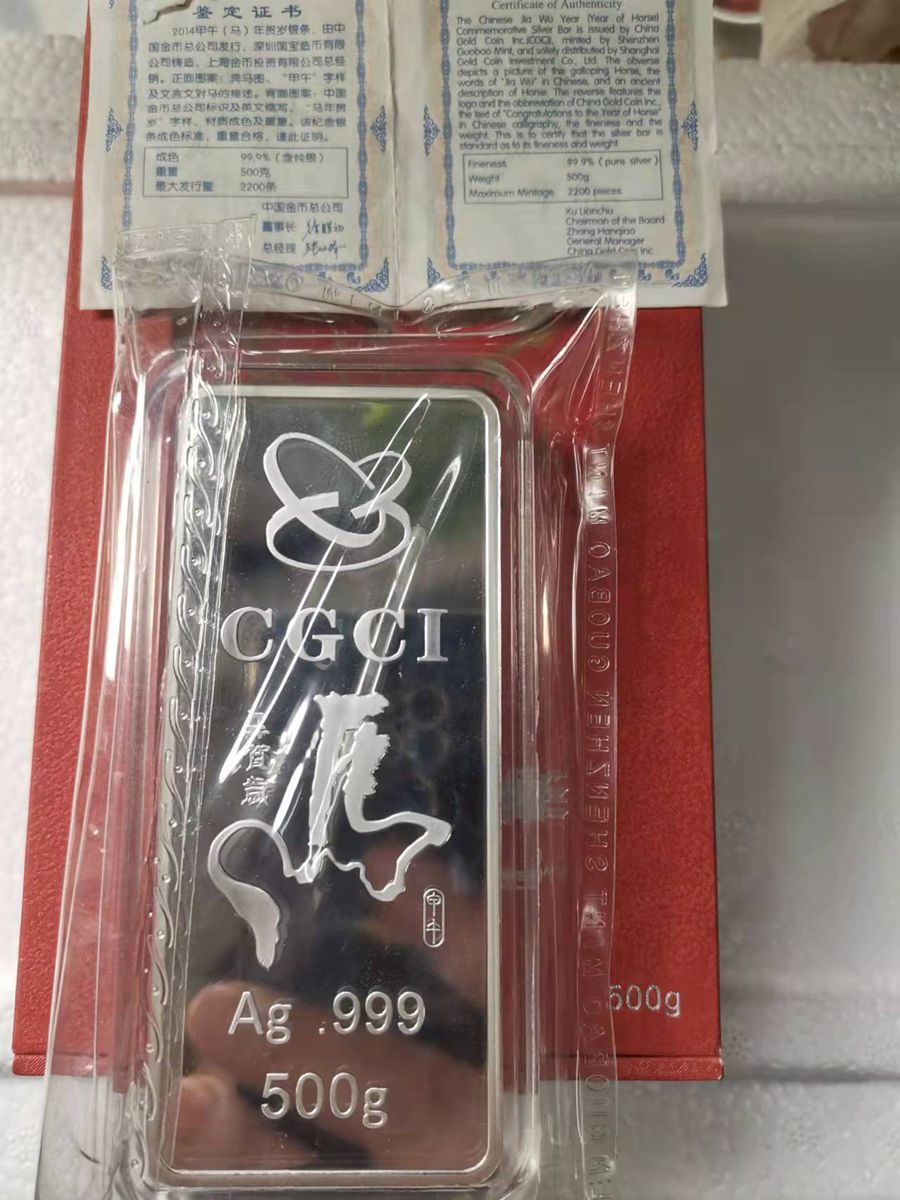 鉴定证书
2014甲午（马）年贺岁银条，由中
国金币总公司发行，深圳国宝造币有限
公司铸造，上海金币投资有限公司总经
销。正面图案：奔马图、“甲午”字样
及文言文对马的描述。背面图案：中国
金币总公司标识及英文缩写、“马年贺
岁”字样、材质成色及重量。该纪念银
条成色标准，重量合格，谨此证明。
成色 99.9%（含纯银）
重量 500克
最大发行量 2200条
中国金币总公司
董事长
总经理
Certificate of Authenticity
The Chinese Jia Wu Year (Year of Horse)
Commemorative Silver Bar is issued by China
Gold Coin Inc.(CGCI), minted by Shenzhen
Guobao Mint, and solely distributed by Shanghai
Gold Coin Investment Co., Ltd. The obverse
depicts a picture of the galloping Horse, the
words of "Jia Wu" in Chinese, and an ancient
description of Horse. The reverse features the
logo and the abbreviation of China Gold Coin Inc.,
the text of "Congratulations to the Year of Horse"
in Chinese calligraphy, the fineness and the
weight. This is to certify that the silver bar is
standard as to its fineness and weight
Fineness 99.9% (pure silver)
Weight 500g
Maximum Mintage 2200 pieces
Xu Lianchu
Chairman of the Board
Zhang Hanqiao
General Manager
China Gold Coin Inc.
CGCI
马
年賀歲
甲午
Ag .999
500g
500g
SHENZHEN GUOBAO MINT